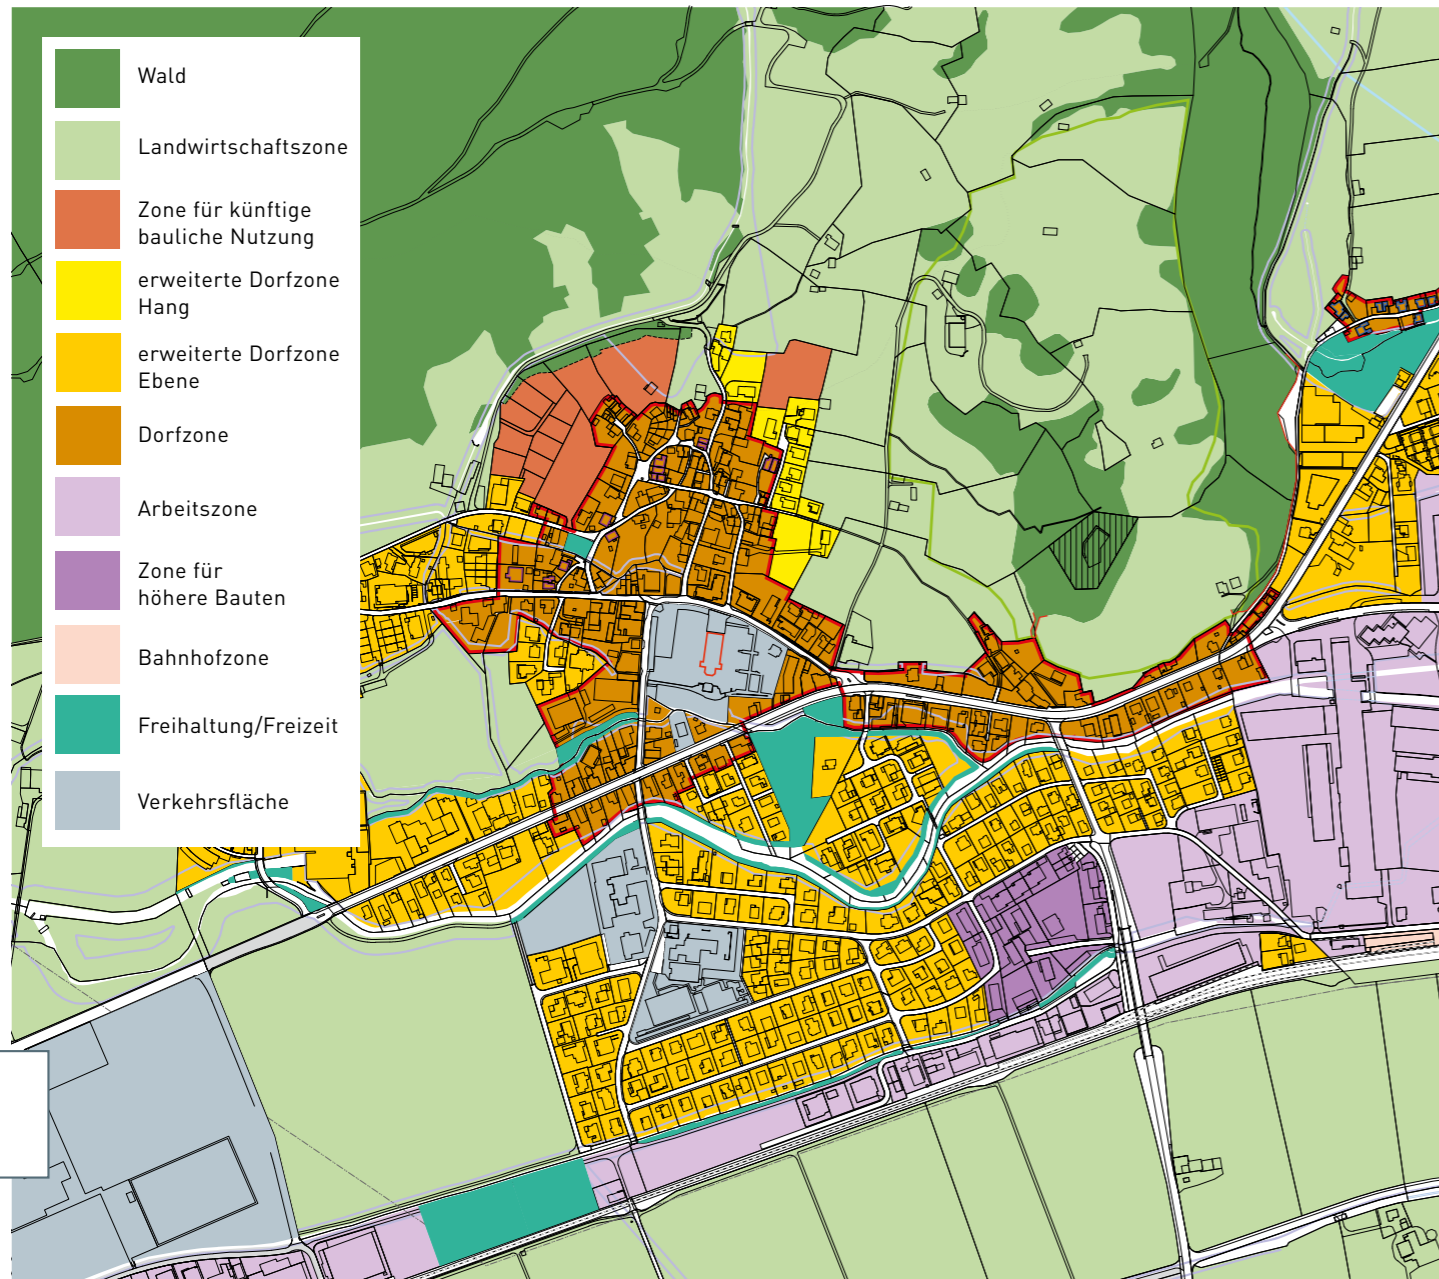 Wald
Landwirtschaftszone
Zone für künftige
bauliche Nutzung
erweiterte Dorfzone
Hang
erweiterte Dorfzone
Ebene
Dorfzone
Arbeitszone
Zone für
höhere Bauten
Bahnhofzone
Freihaltung/Freizeit
Verkehrsfläche